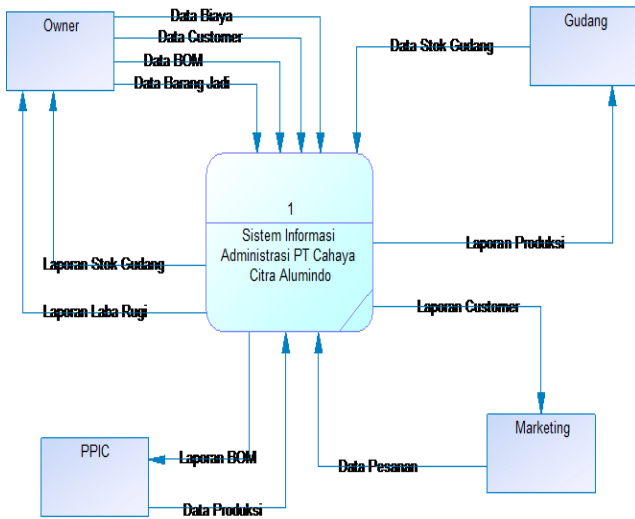 Owner
Data Biaya
Data Customer
Data BOM
Data Barang Jadi
Gudang
Data Stok Gudang
1
Sistem Informasi
Administrasi PT Cahaya
Citra Alumindo
Laporan Produksi
Laporan Stok Gudang
Laporan Laba Rugi
Laporan Customer
Marketing
PPIC
Laporan BOM
Data Pesanan
Data Produksi